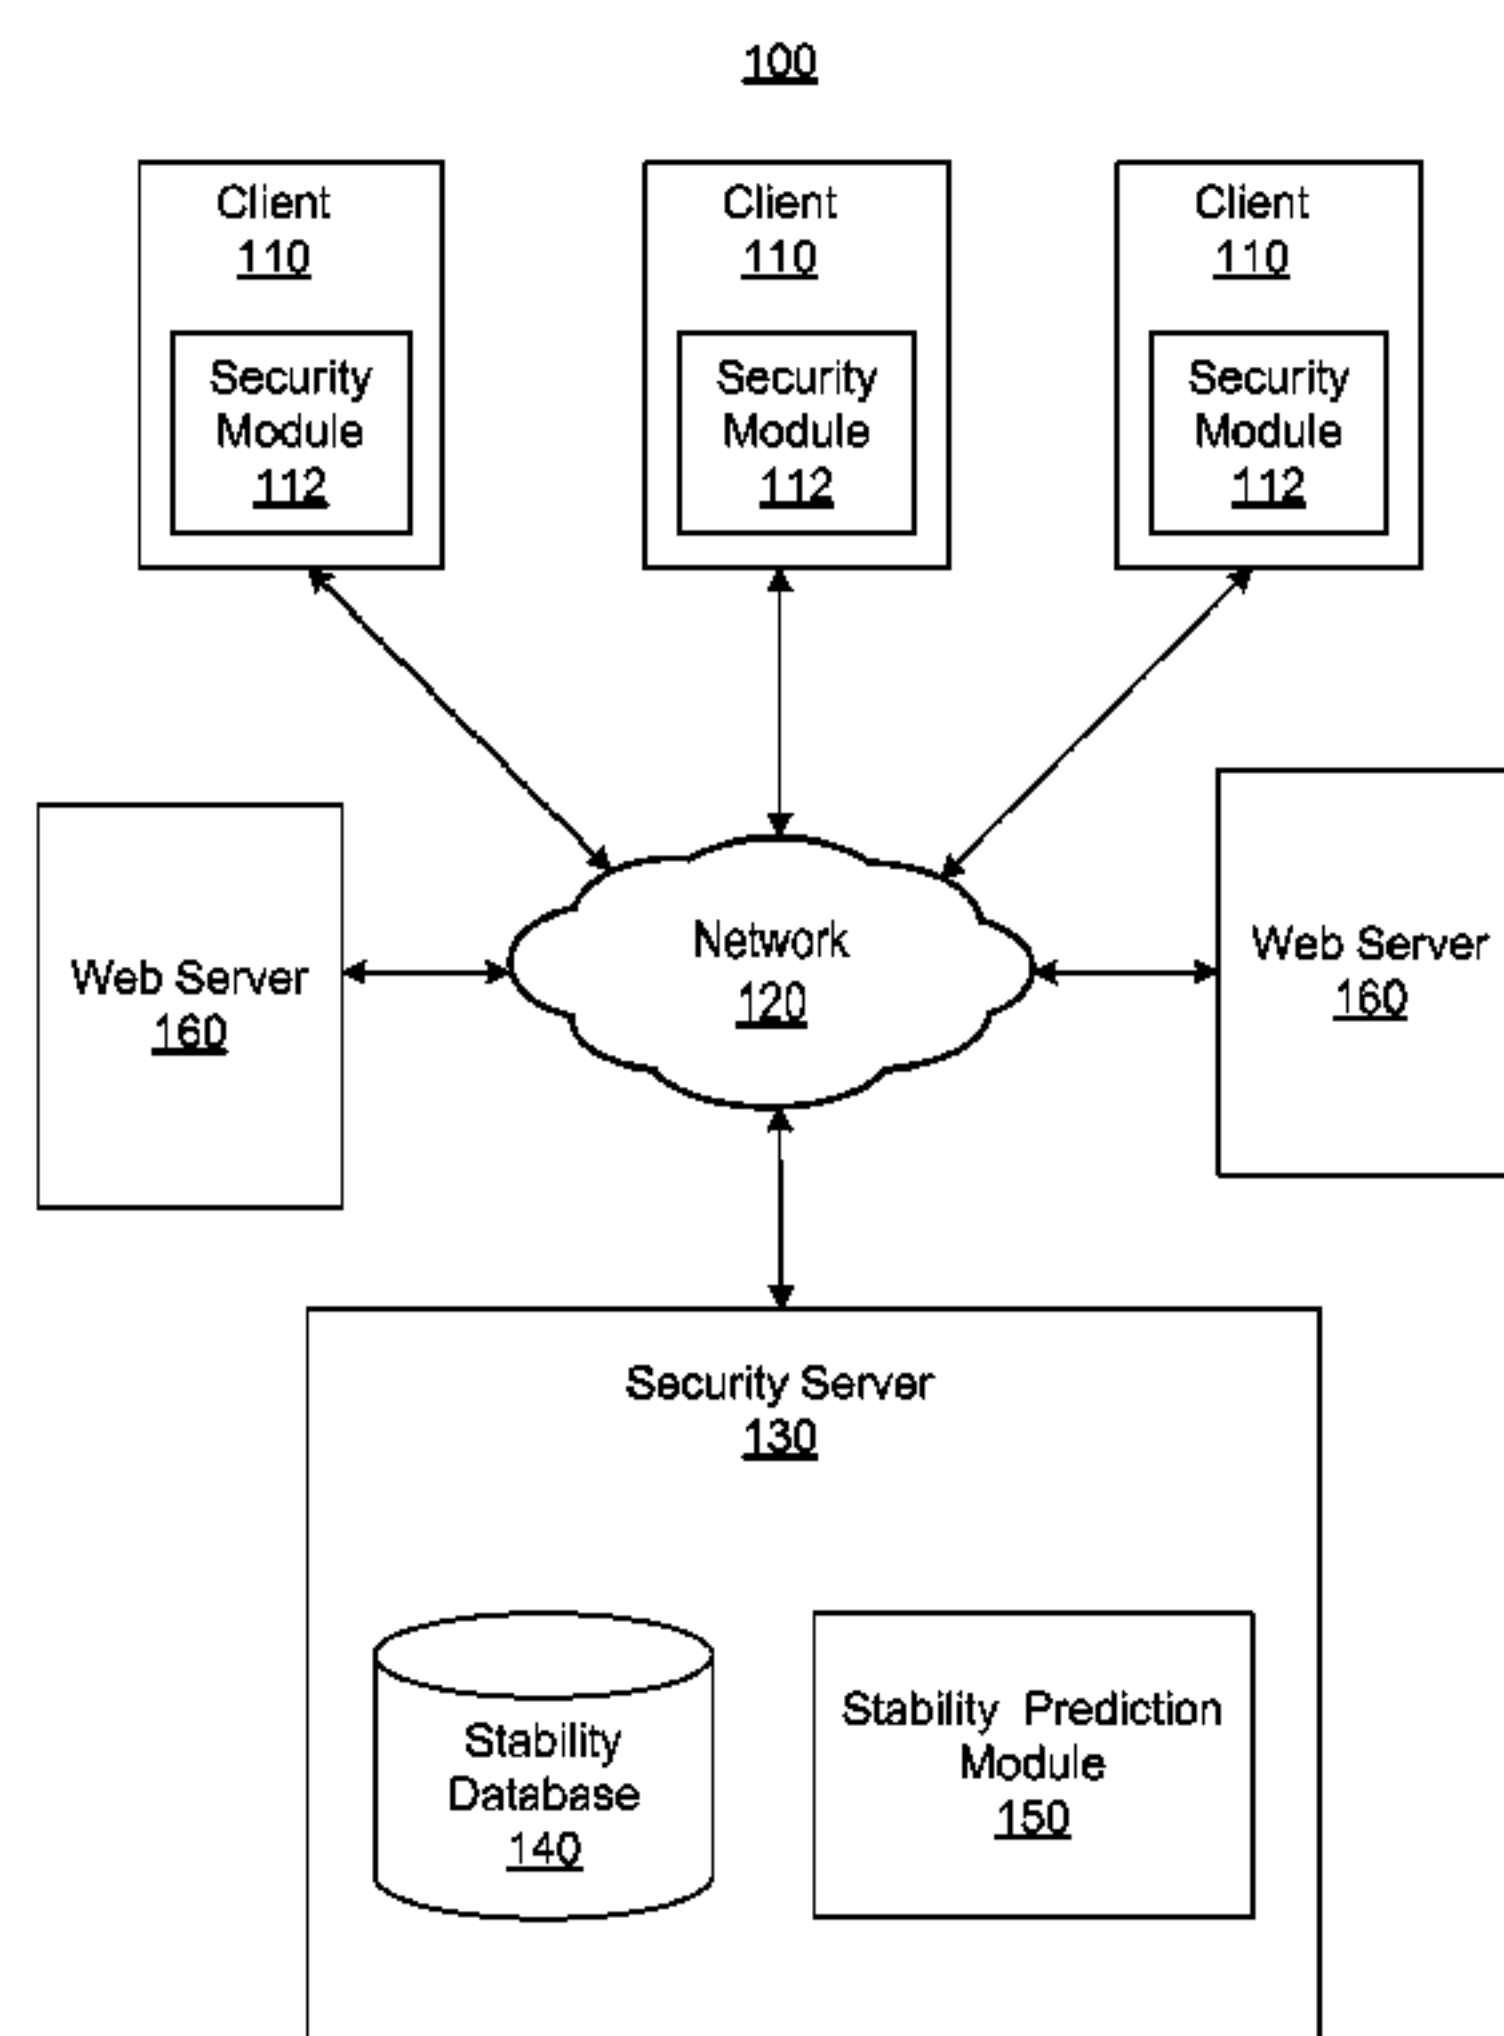 100
Client
110
Security
Module
112
Client
110
Security
Module
112
Client
110
Security
Module
112
Web Server
160
Network
120
Web Server
160
Security Server
130
Stability
Database
140
Stability Prediction
Module
150